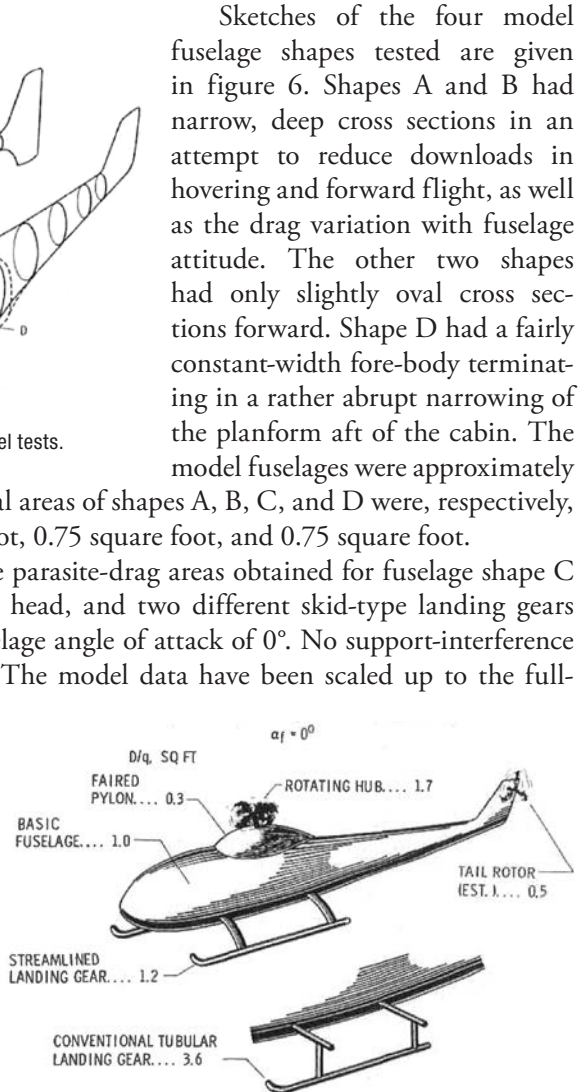 Sketches of the four model
fuselage shapes tested are given
in figure 6. Shapes A and B had
narrow, deep cross sections in an
attempt to reduce downloads in
hovering and forward flight, as well
as the drag variation with fuselage
attitude. The other two shapes
had only slightly oval cross sec-
tions forward. Shape D had a fairly
constant-width fore-body terminat-
ing in a rather abrupt narrowing of
the planform aft of the cabin. The
model fuselages were approximately
D
tests.
areas of shapes A, B, C, and D were, respectively,
0.75 square foot, and 0.75 square foot.
parasite-drag areas obtained for fuselage shape C
head, and two different skid-type landing gears
angle of attack of 0°. No support-interference
The model data have been scaled up to the full-
αf = 0°
D/q, SQ FT
FAIRED
PYLON.... 0.3
ROTATING HUB.... 1.7
BASIC
FUSELAGE.... 1.0
TAIL ROTOR
(EST.).... 0.5
STREAMLINED
LANDING GEAR.... 1.2
CONVENTIONAL TUBULAR
LANDING GEAR.... 3.6